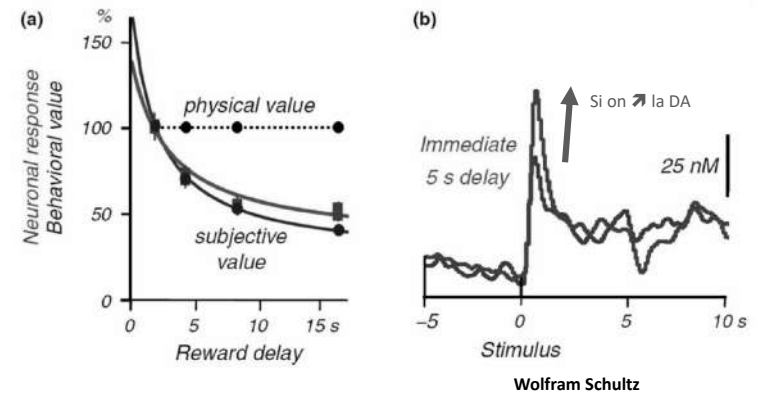 (a)
%
150
100
50
0
Neuronal response
Behavioral value
physical value
subjective
value
0 5 10 15 s
Reward delay
(b)
Si on ↗ la DA
Immediate
5 s delay
25 nM
−5 0 5 10 s
Stimulus
Wolfram Schultz